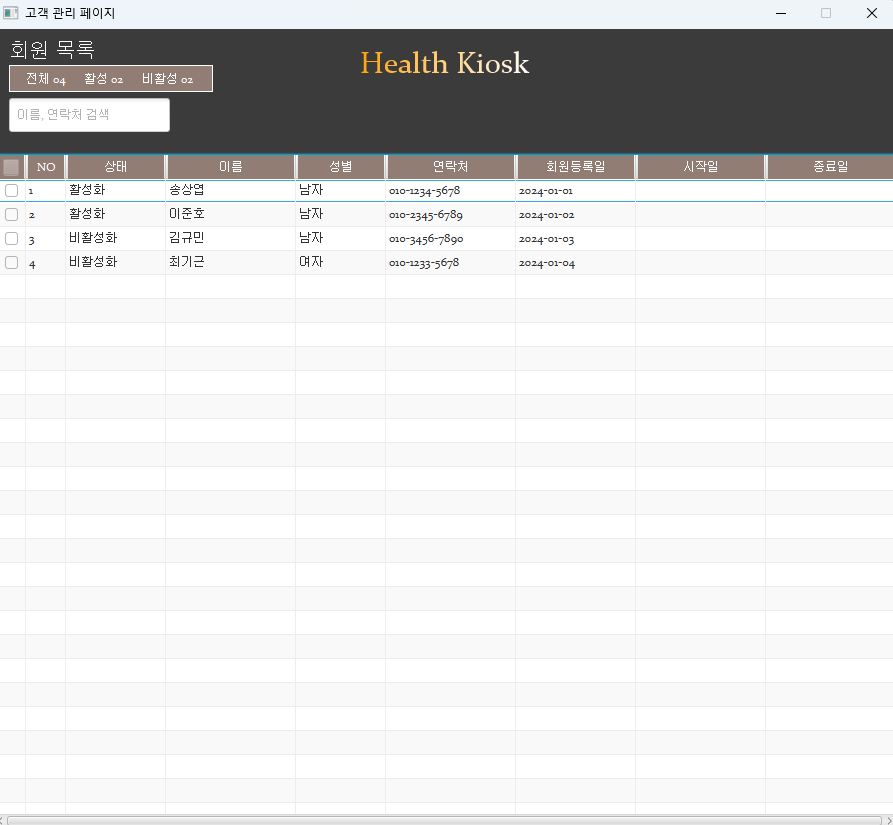 고객 관리 페이지
회원 목록
Health Kiosk
전체 04 활성 02 비활성 02
이름, 연락처 검색
NO 상태 이름 성별 연락처 회원등록일 시작일 종료일
1 활성화 송상엽 남자 010-1234-5678 2024-01-01
2 활성화 이준호 남자 010-2345-6789 2024-01-02
3 비활성화 김규민 남자 010-3456-7890 2024-01-03
4 비활성화 최기근 여자 010-1233-5678 2024-01-04